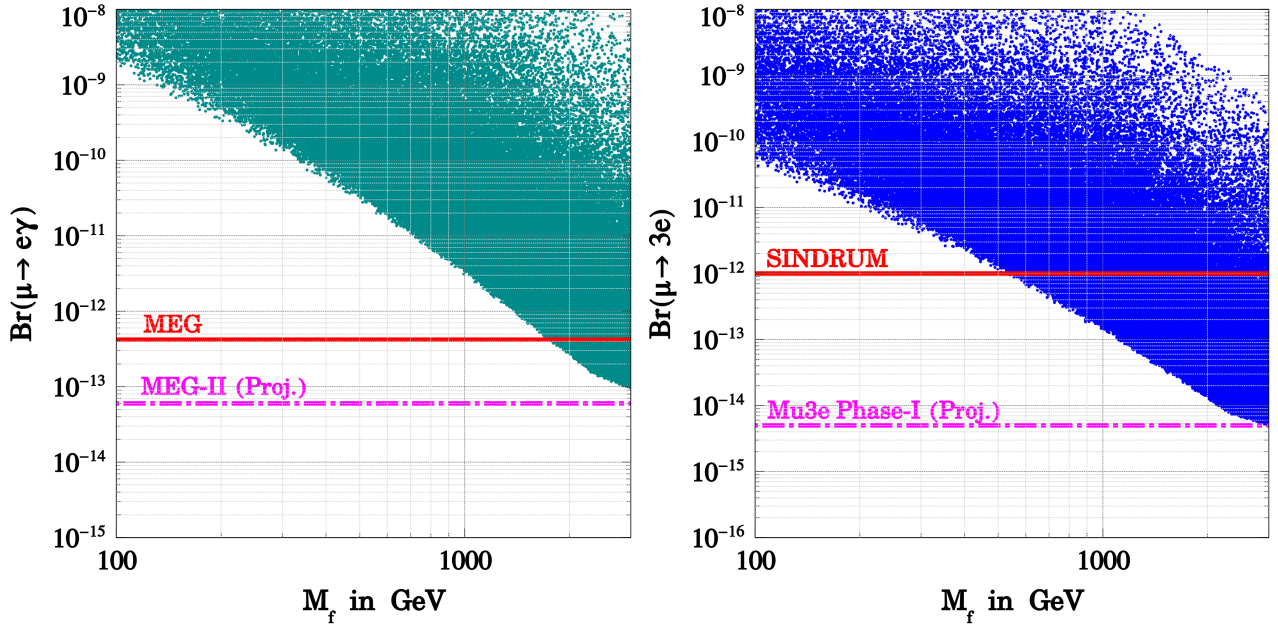 Br(μ→ eγ)
10⁻⁸
10⁻⁹
10⁻¹⁰
10⁻¹¹
10⁻¹²
10⁻¹³
10⁻¹⁴
10⁻¹⁵
MEG
MEG-II (Proj.)
100
1000
M_f in GeV
Br(μ→ 3e)
10⁻⁸
10⁻⁹
10⁻¹⁰
10⁻¹¹
10⁻¹²
10⁻¹³
10⁻¹⁴
10⁻¹⁵
10⁻¹⁶
SINDRUM
Mu3e Phase-I (Proj.)
100
1000
M_f in GeV